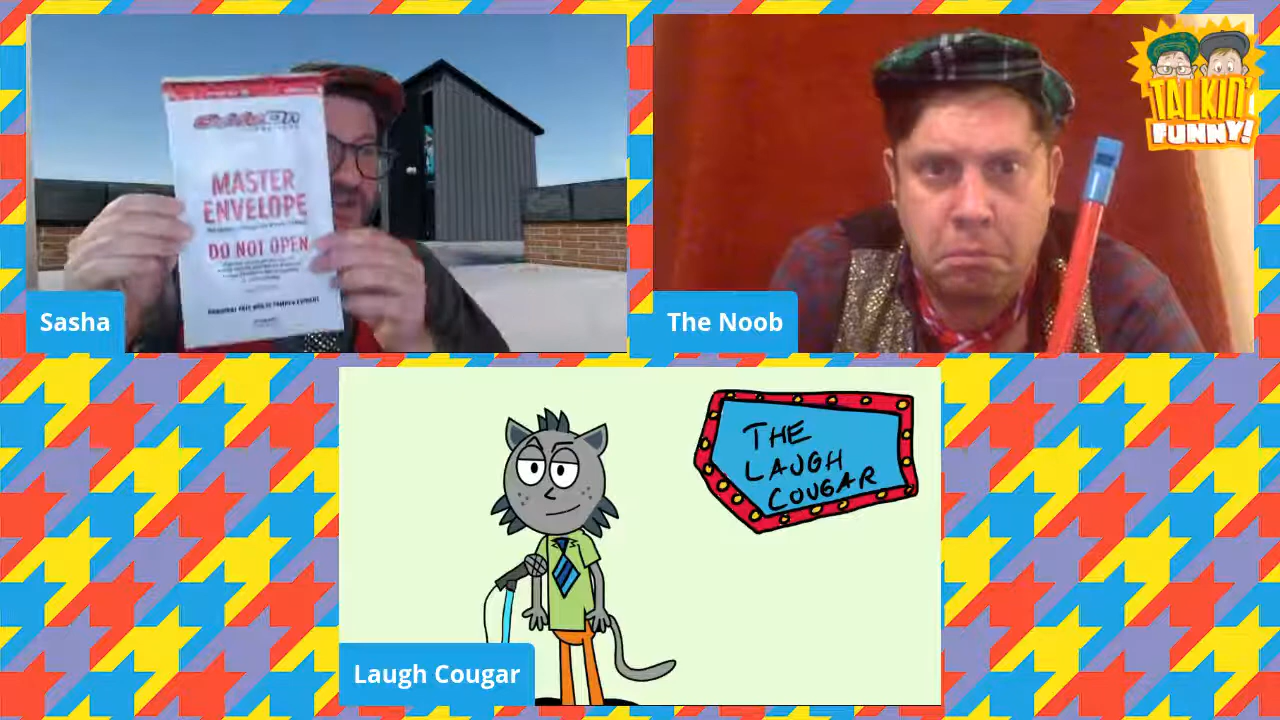 MASTER
ENVELOPE
DO NOT OPEN
Sasha
The Noob
TALKIN'
FUNNY!
THE
LAUGH
COUGAR
Laugh Cougar